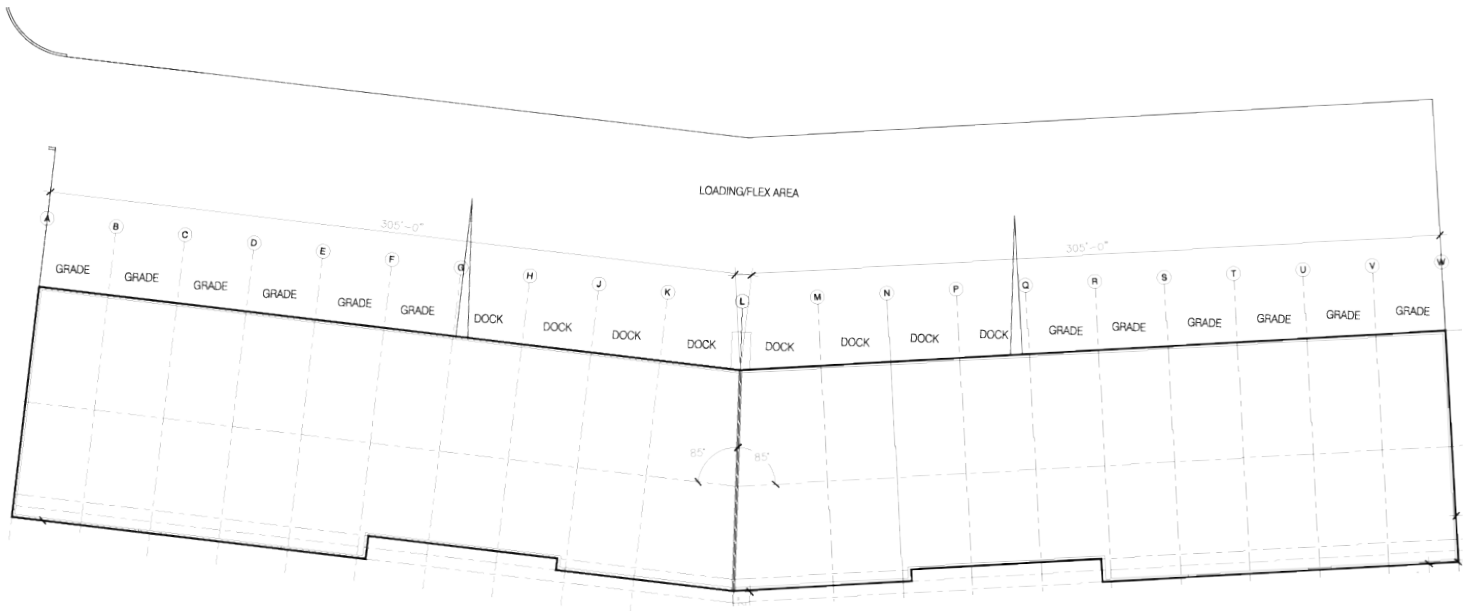 LOADING/FLEX AREA
305'-0"
305'-0"
A
B
C
D
E
F
G
H
J
K
L
M
N
P
Q
R
S
T
U
V
W
GRADE
GRADE
GRADE
GRADE
GRADE
GRADE
DOCK
DOCK
DOCK
DOCK
DOCK
DOCK
DOCK
DOCK
GRADE
GRADE
GRADE
GRADE
GRADE
GRADE
85°
85°